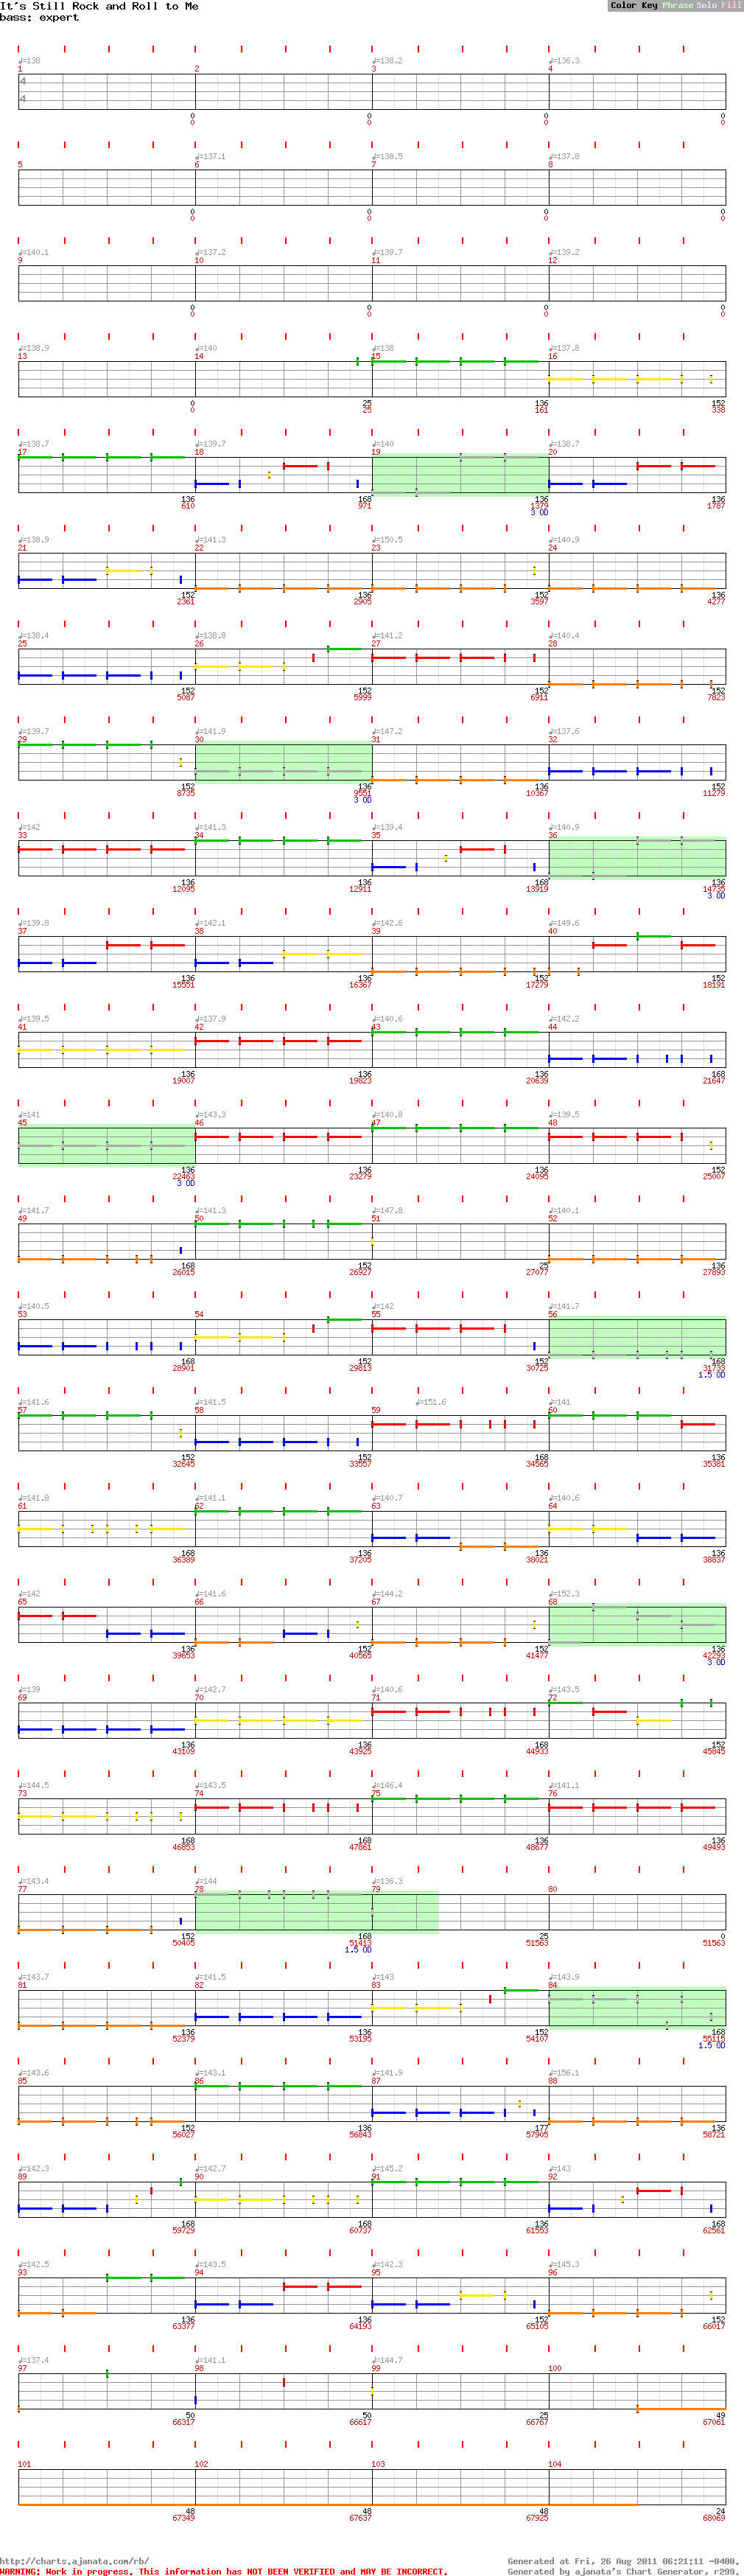 It's Still Rock and Roll to Me
Color Key Phrase Solo Fill
bass: expert
♩=138 ♩=138.2 ♩=136.3
1 2 3 4
4
4
0 0 0 0
0 0 0 0
♩=137.1 ♩=138.5 ♩=137.8
5 6 7 8
0 0 0 0
0 0 0 0
♩=140.1 ♩=137.2 ♩=139.7 ♩=139.2
9 10 11 12
0 0 0 0
0 0 0 0
♩=138.9 ♩=140 ♩=138 ♩=137.8
13 14 15 16
0 25 136 152
0 25 161 338
♩=138.7 ♩=139.7 ♩=140 ♩=138.7
17 18 19 20
136 168 136 136
610 971 1379 1787
3 OD
♩=138.9 ♩=141.3 ♩=150.5 ♩=140.9
21 22 23 24
152 136 152 136
2361 2905 3597 4277
♩=138.4 ♩=138.8 ♩=141.2 ♩=140.4
25 26 27 28
152 152 152 152
5087 5999 6911 7823
♩=139.7 ♩=141.9 ♩=147.2 ♩=137.6
29 30 31 32
152 136 136 152
8735 9551 10367 11279
3 OD
♩=142 ♩=141.3 ♩=139.4 ♩=140.9
33 34 35 36
136 136 168 136
12095 12911 13919 14735
3 OD
♩=139.8 ♩=142.1 ♩=142.6 ♩=149.6
37 38 39 40
136 136 152 152
15551 16367 17279 18191
♩=139.5 ♩=137.9 ♩=140.6 ♩=142.2
41 42 43 44
136 136 136 168
19007 19823 20639 21647
♩=141 ♩=143.3 ♩=140.8 ♩=139.5
45 46 47 48
136 136 136 152
22463 23279 24095 25007
3 OD
♩=141.7 ♩=141.3 ♩=147.8 ♩=140.1
49 50 51 52
168 152 25 136
26015 26927 27077 27893
♩=140.5 ♩=142 ♩=141.7
53 54 55 56
168 152 152 168
28901 29813 30725 31733
1.5 OD
♩=141.6 ♩=141.5 ♩=151.6 ♩=141
57 58 59 60
152 152 168 136
32645 33557 34565 35381
♩=141.8 ♩=141.1 ♩=140.7 ♩=140.6
61 62 63 64
168 136 136 136
36389 37205 38021 38837
♩=142 ♩=141.6 ♩=144.2 ♩=152.3
65 66 67 68
136 152 152 136
39653 40565 41477 42293
3 OD
♩=139 ♩=142.7 ♩=140.6 ♩=143.5
69 70 71 72
136 136 168 152
43109 43925 44933 45845
♩=144.5 ♩=143.5 ♩=146.4 ♩=141.1
73 74 75 76
168 168 136 136
46853 47861 48677 49493
♩=143.4 ♩=144 ♩=136.3
77 78 79 80
152 168 25 0
50405 51413 51563 51563
1.5 OD
♩=143.7 ♩=141.5 ♩=143 ♩=143.9
81 82 83 84
136 136 152 168
52379 53195 54107 55115
1.5 OD
♩=143.6 ♩=143.1 ♩=141.9 ♩=156.1
85 86 87 88
152 136 177 136
56027 56843 57905 58721
♩=142.3 ♩=142.7 ♩=145.2 ♩=143
89 90 91 92
168 168 136 168
59729 60737 61553 62561
♩=142.5 ♩=143.5 ♩=142.3 ♩=145.3
93 94 95 96
136 136 152 152
63377 64193 65105 66017
♩=137.4 ♩=141.1 ♩=144.7
97 98 99 100
50 50 25 49
66317 66617 66767 67061
101 102 103 104
48 48 48 24
67349 67637 67925 68069
http://charts.ajanata.com/rb/
Generated at Fri, 26 Aug 2011 06:21:11 -0400.
WARNING: Work in progress. This information has NOT BEEN VERIFIED and MAY BE INCORRECT.
Generated by ajanata's Chart Generator, r299.